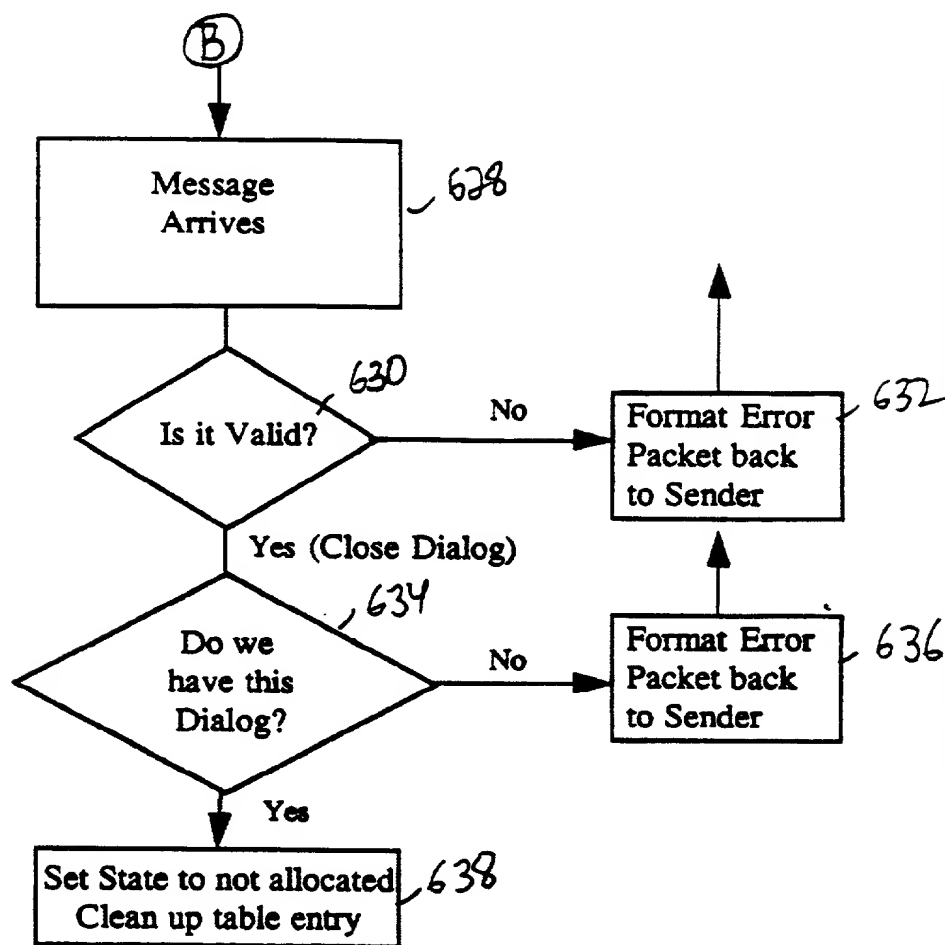 B
Message
Arrives
628
Is it Valid?
630
No
Format Error
Packet back
to Sender
632
Yes (Close Dialog)
Do we
have this
Dialog?
634
No
Format Error
Packet back
to Sender
636
Yes
Set State to not allocated
Clean up table entry
638